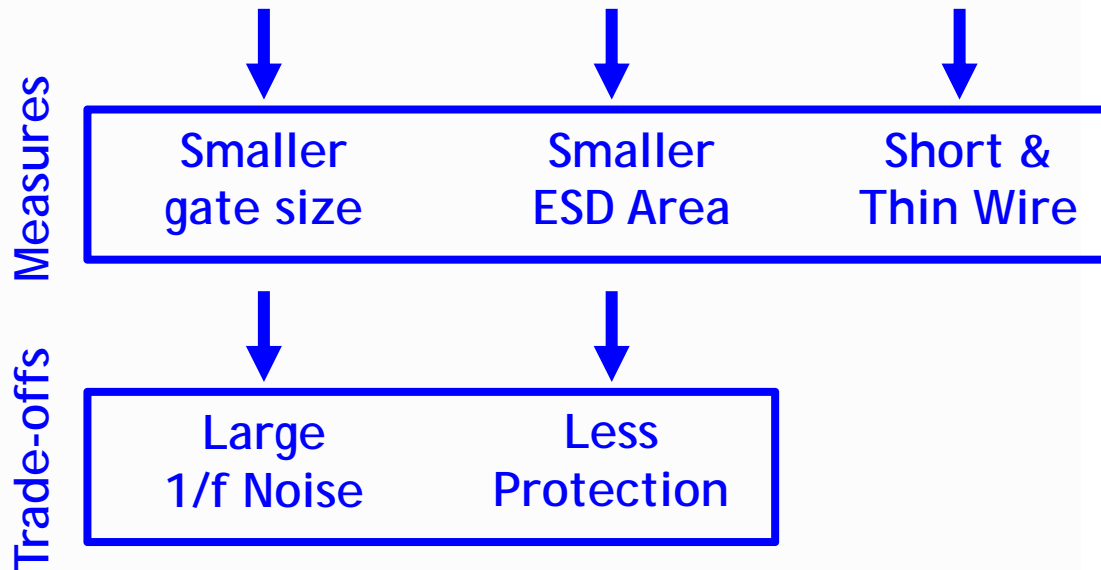 Measures
Smaller
gate size
Smaller
ESD Area
Short &
Thin Wire
Trade-offs
Large
1/f Noise
Less
Protection